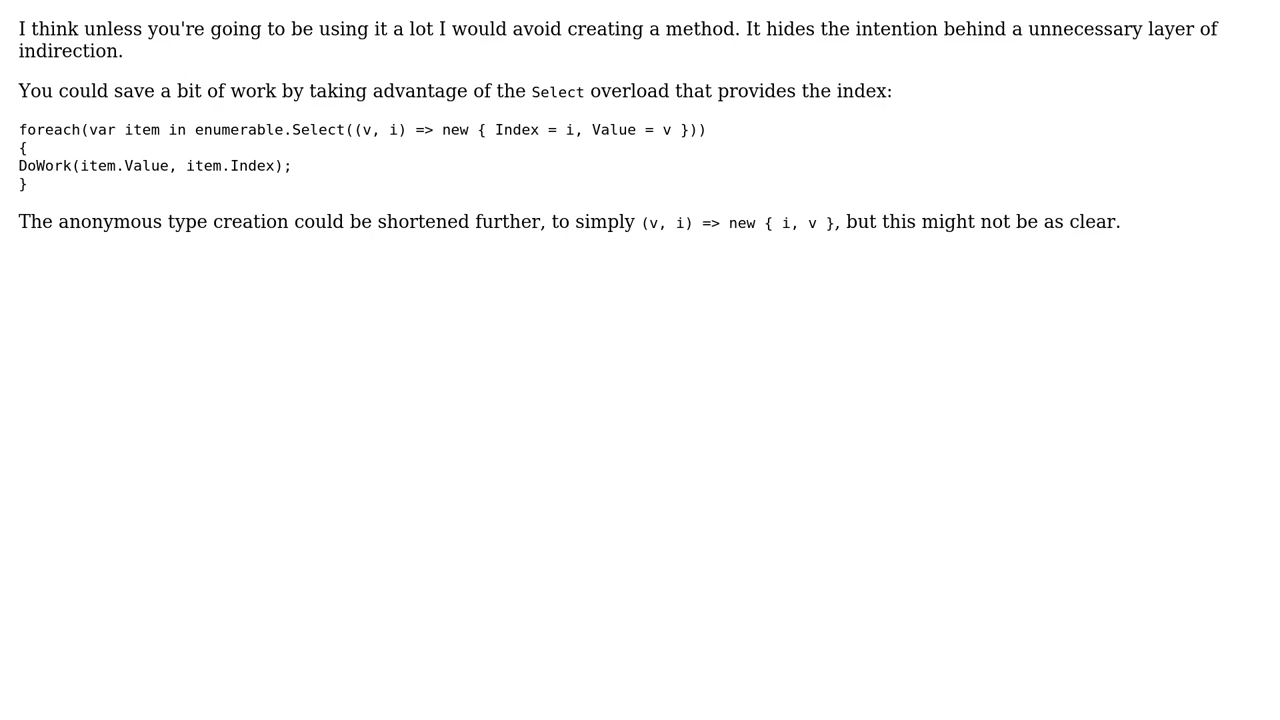 I think unless you're going to be using it a lot I would avoid creating a method. It hides the intention behind a unnecessary layer of
indirection.
You could save a bit of work by taking advantage of the Select overload that provides the index:
foreach(var item in enumerable.Select((v, i) => new { Index = i, Value = v }))
{
DoWork(item.Value, item.Index);
}
The anonymous type creation could be shortened further, to simply (v, i) => new { i, v }, but this might not be as clear.